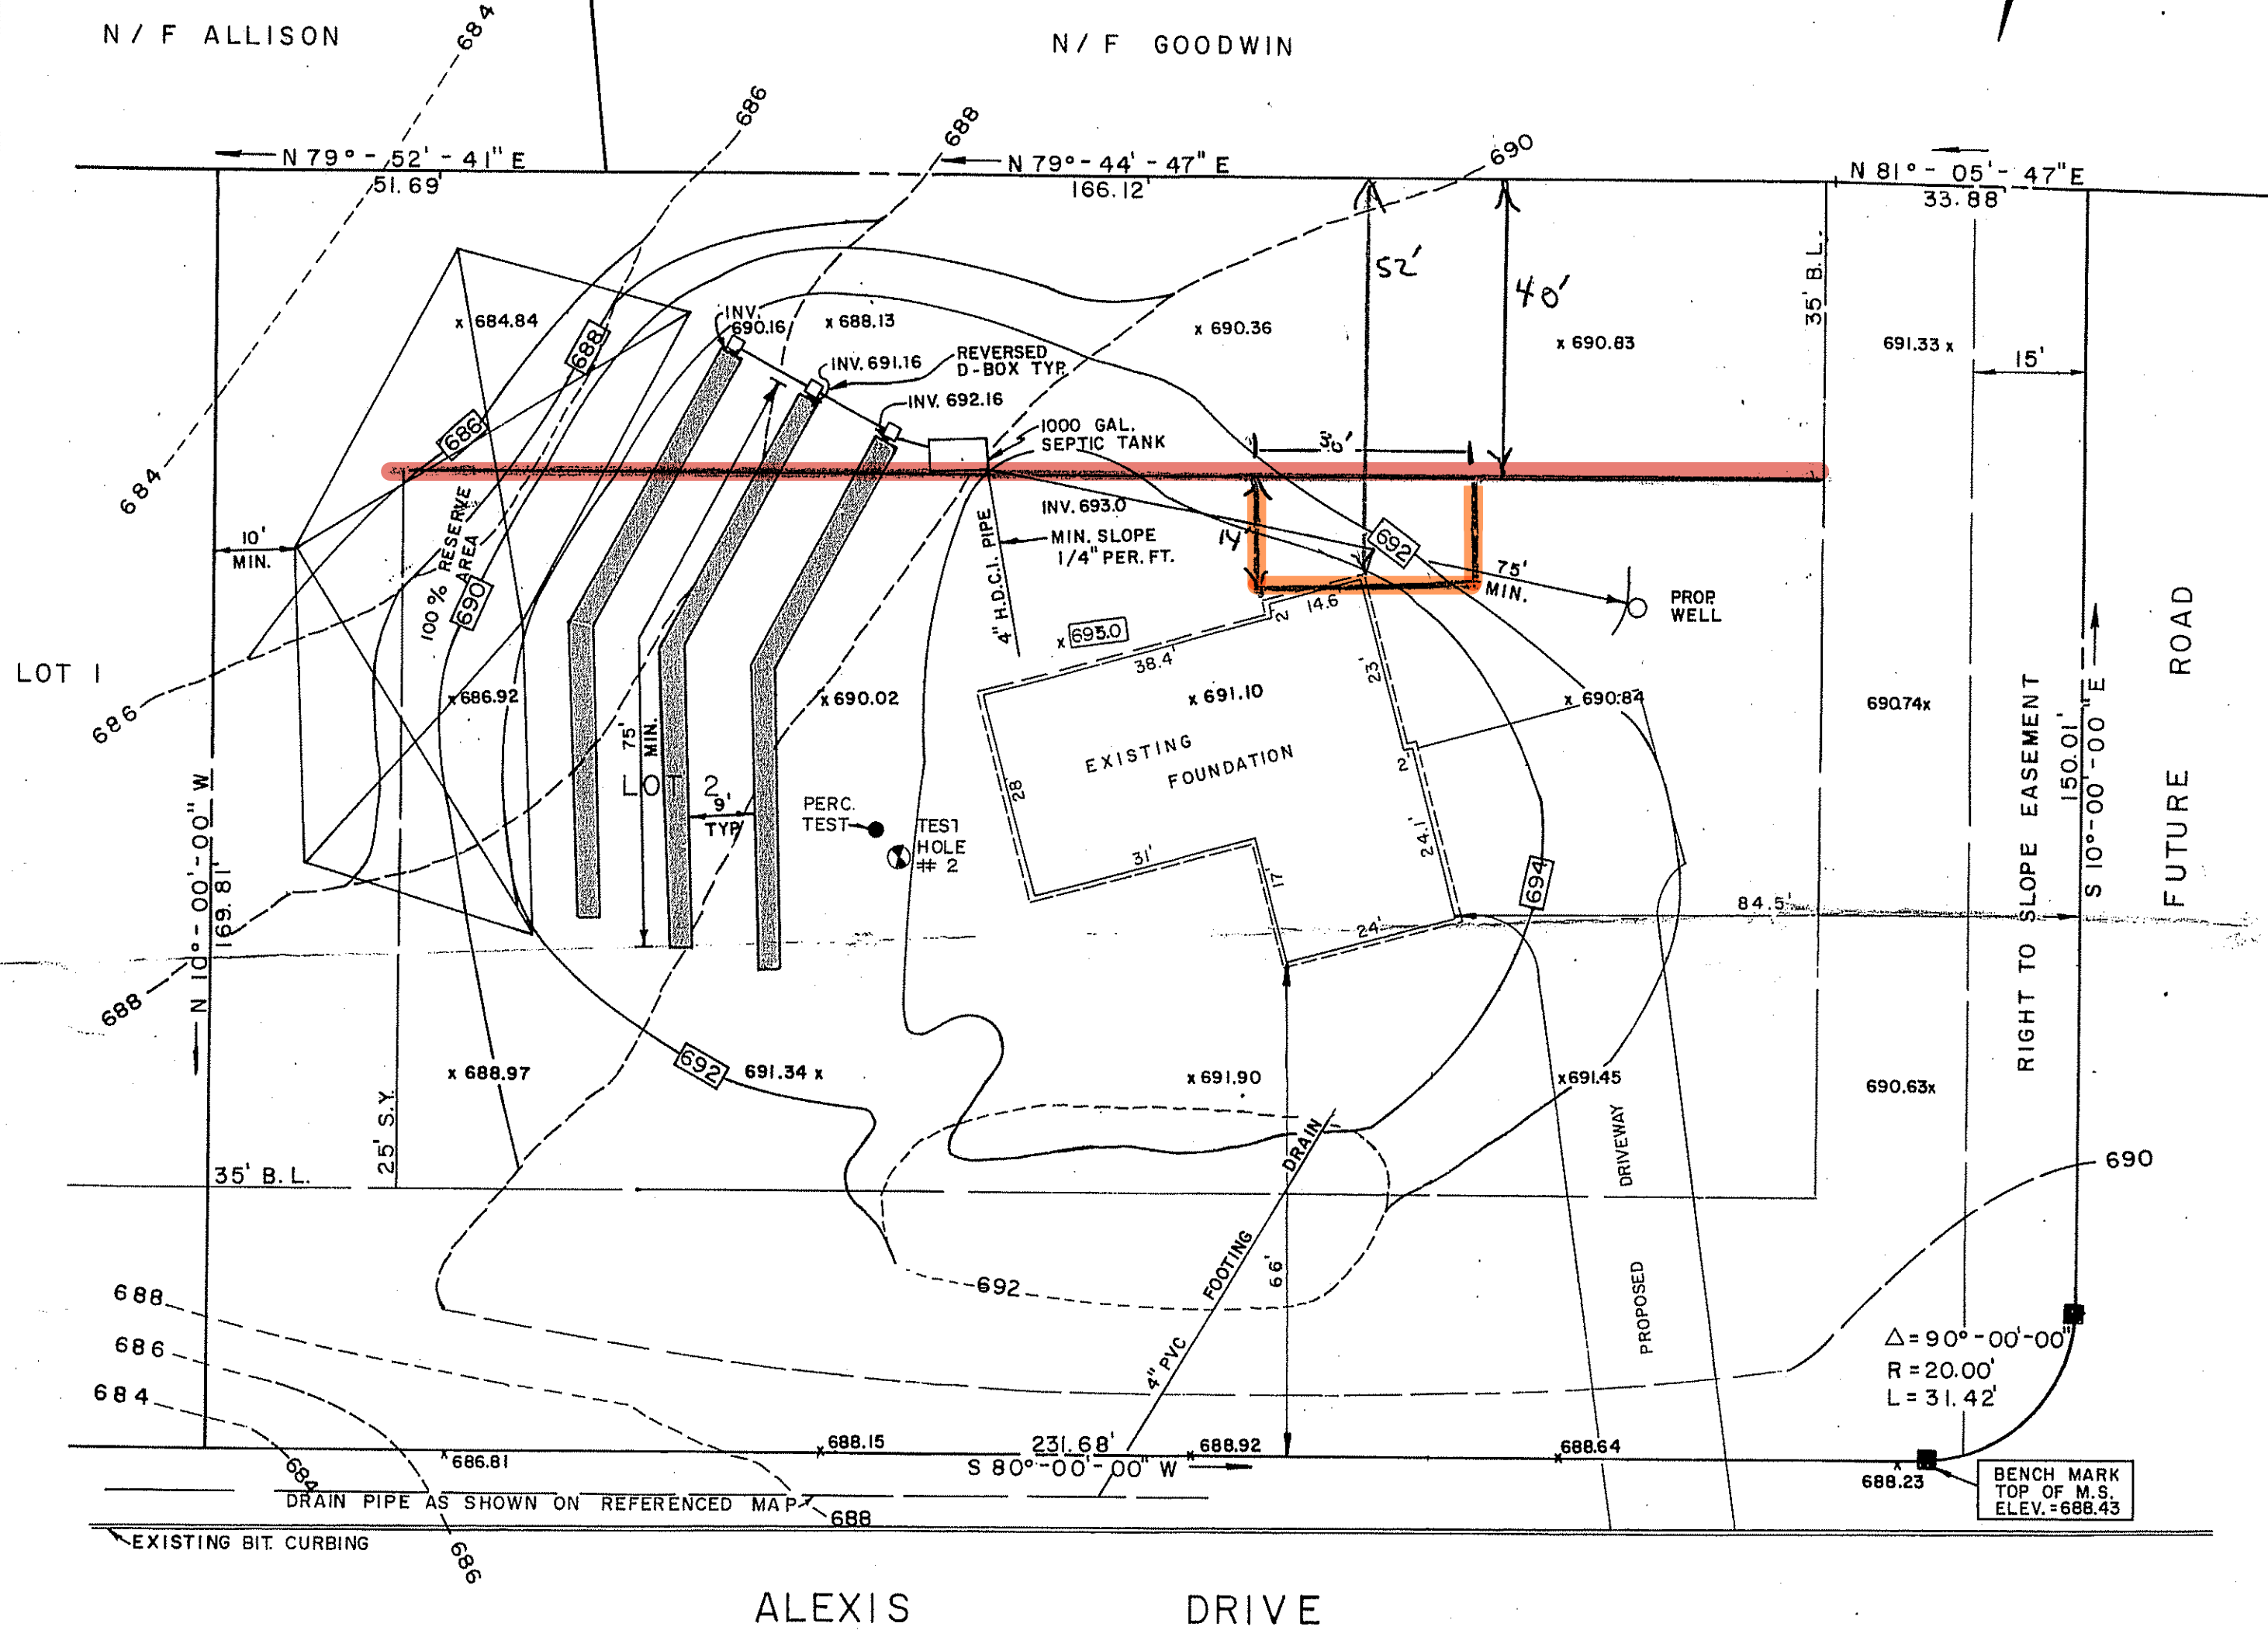 N/F ALLISON
N/F GOODWIN
684
686
688
690
N 79°-52'-41" E
51.69'
N 79°-44'-47" E
166.12'
N 81°-05'-47" E
33.88'
52'
40'
35' B.L.
x 684.84
688
INV. 690.16
x 688.13
x 690.36
x 690.83
691.33 x
15'
INV. 691.16
REVERSED
D-BOX TYP.
INV. 692.16
686
684
1000 GAL.
SEPTIC TANK
30'
10'
MIN.
100% RESERVE
AREA
690
INV. 693.0
MIN. SLOPE
1/4" PER. FT.
4" H.D.C.I. PIPE
14'
692
75'
MIN.
PROP.
WELL
2'
14.6'
x 693.0
38.4'
23'
LOT 1
686
x 686.92
x 690.02
x 691.10
x 690.84
690.74x
75'
MIN.
LOT 2
9'
TYP.
EXISTING
FOUNDATION
28'
2'
24.1'
PERC.
TEST
TEST
HOLE
# 2
31'
17'
24'
694
84.5'
RIGHT TO SLOPE EASEMENT
150.01'
S 10°-00'-00" E
FUTURE ROAD
N 10°-00'-00" W
169.81'
688
x 688.97
692
691.34 x
x 691.90
x 691.45
690.63x
25' S.Y.
35' B.L.
DRIVEWAY
PROPOSED
690
4" PVC FOOTING DRAIN
66'
692
688
686
684
Δ=90°-00'-00"
R=20.00'
L=31.42'
686.81
688.15
231.68'
S 80°-00'-00" W
688.92
688.64
688.23
BENCH MARK
TOP OF M.S.
ELEV.=688.43
684
DRAIN PIPE AS SHOWN ON REFERENCED MAP
688
EXISTING BIT. CURBING
686
ALEXIS DRIVE